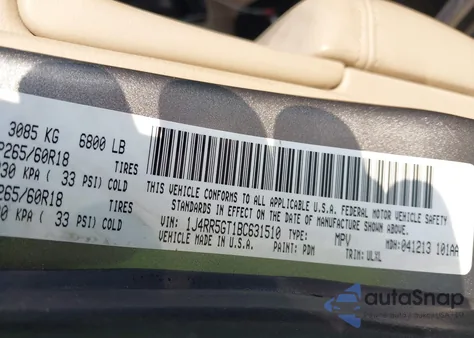 3085 KG 6800 LB
P265/60R18 TIRES
230 KPA ( 33 PSI) COLD
265/60R18 TIRES
KPA ( 33 PSI) COLD
THIS VEHICLE CONFORMS TO ALL APPLICABLE U.S.A. FEDERAL MOTOR VEHICLE SAFETY
STANDARDS IN EFFECT ON THE DATE OF MANUFACTURE SHOWN ABOVE.
VIN: 1J4RR5GT1BC631510 TYPE: MPV MDH: 041213 101AA
VEHICLE MADE IN U.S.A. PAINT: PDM TRIM: ULXL
autoSnap